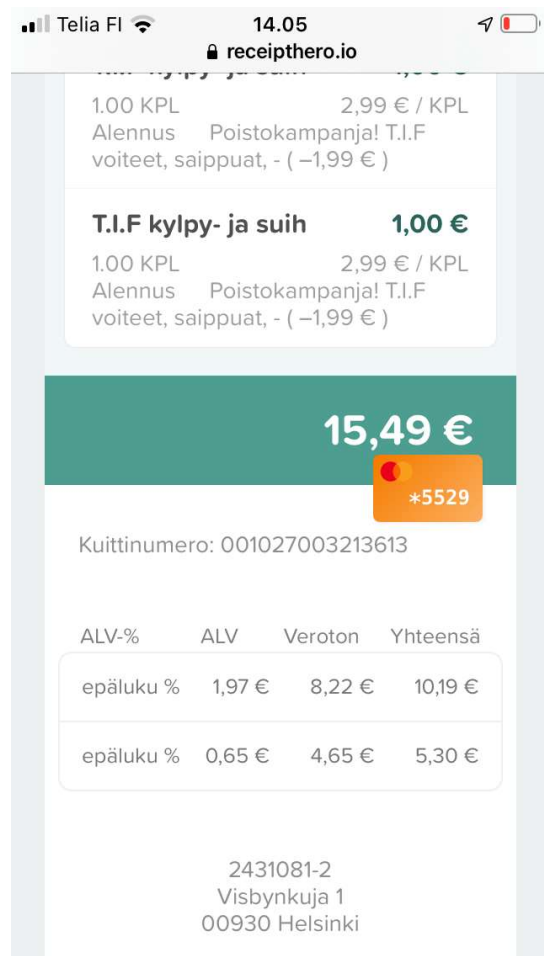 Telia FI 14.05
receipthero.io
1.00 KPL 2,99 € / KPL
Alennus Poistokampanja! T.I.F
voiteet, saippuat, - ( –1,99 € )
T.I.F kylpy- ja suih 1,00 €
1.00 KPL 2,99 € / KPL
Alennus Poistokampanja! T.I.F
voiteet, saippuat, - ( –1,99 € )
15,49 €
*5529
Kuittinumero: 001027003213613
ALV-% ALV Veroton Yhteensä
epäluku % 1,97 € 8,22 € 10,19 €
epäluku % 0,65 € 4,65 € 5,30 €
2431081-2
Visbynkuja 1
00930 Helsinki